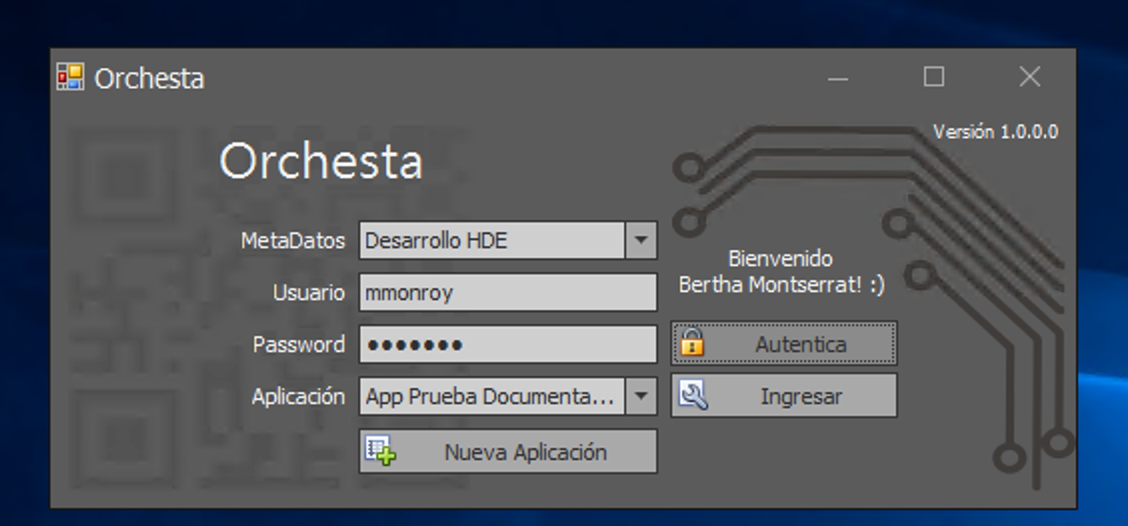 Orchesta
Versión 1.0.0.0
Orchesta
MetaDatos Desarrollo HDE
Bienvenido
Bertha Montserrat! :)
Usuario mmonroy
Password ●●●●●●●
Autentica
Aplicación App Prueba Documenta...
Ingresar
Nueva Aplicación